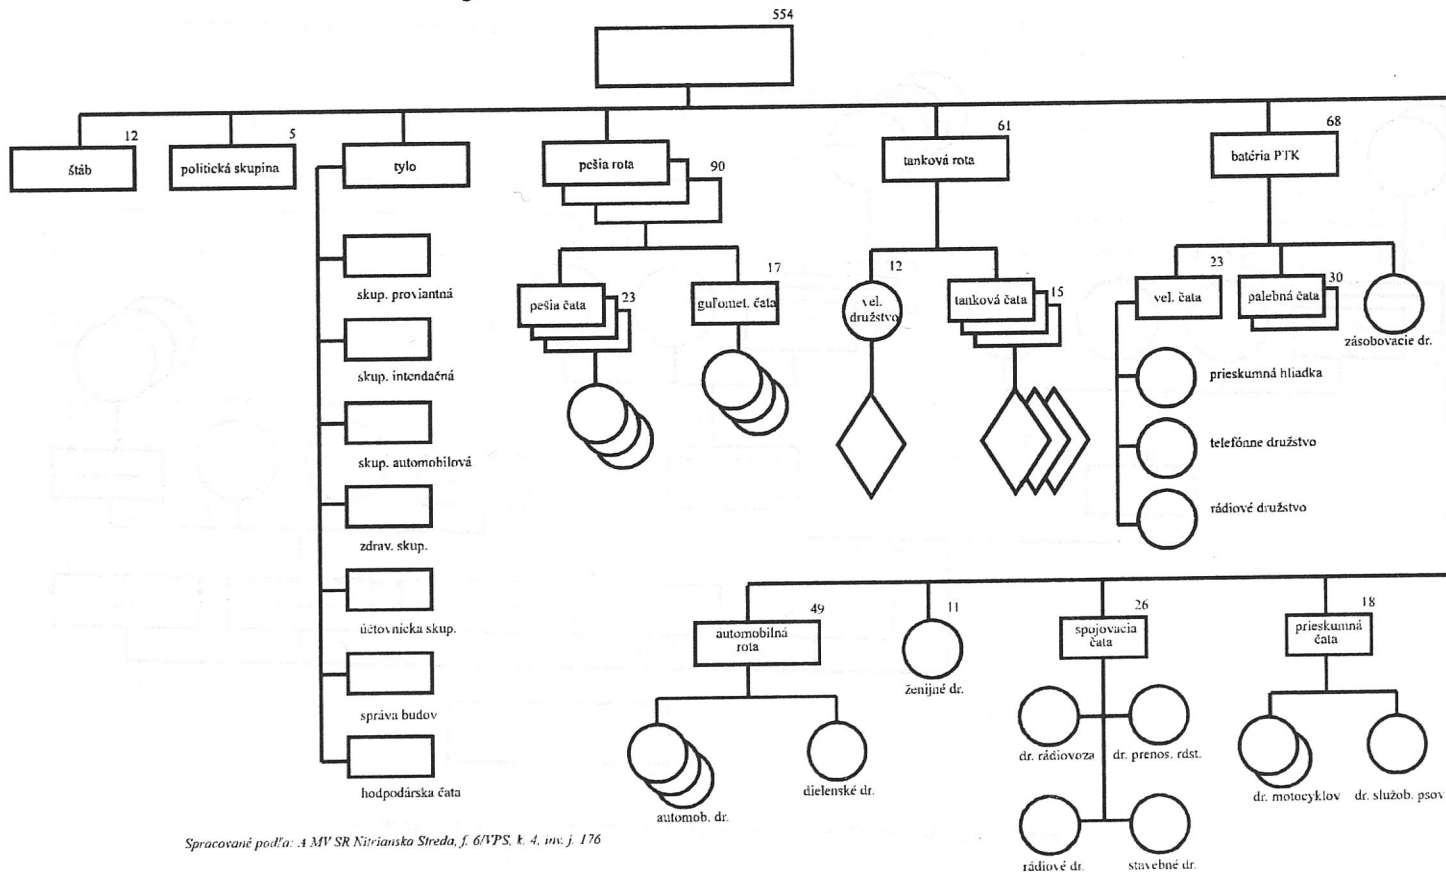 554
12
štáb
5
politická skupina
tylo
pešia rota
90
61
tanková rota
68
batéria PTK
skup. proviantná
skup. intendačná
skup. automobilová
zdrav. skup.
účtovnícka skup.
správa budov
hodpodárska čata
pešia čata
23
17
guľomet. čata
12
vel.
družstvo
tanková čata
15
23
vel. čata
30
palebná čata
zásobovacie dr.
prieskumná hliadka
telefónne družstvo
rádiové družstvo
49
automobilná
rota
11
ženijné dr.
26
spojovacia
čata
18
prieskumná
čata
automob. dr.
dielenské dr.
dr. rádiovoza
dr. prenos. rdst.
rádiové dr.
stavebné dr.
dr. motocyklov
dr. služob. psov
Spracované podľa: A MV SR Nitrianska Streda, f. 6/VPS, k. 4, inv. j. 176